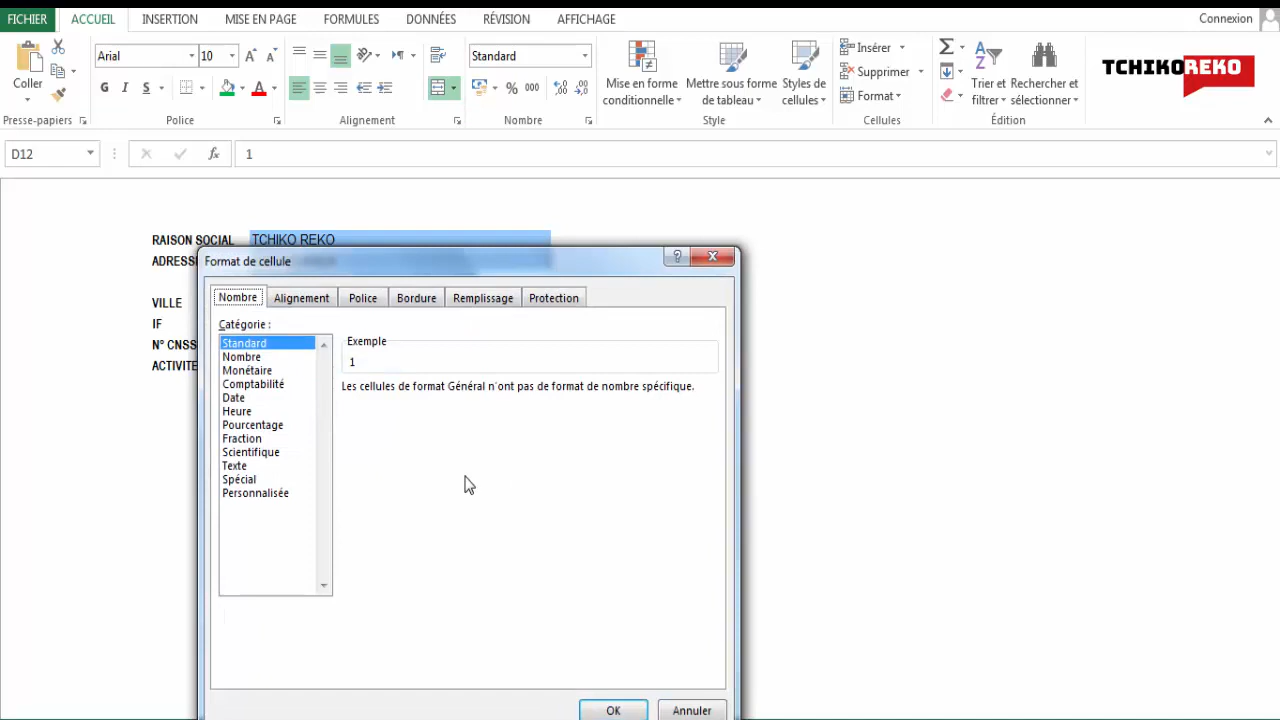 FICHIER ACCUEIL INSERTION MISE EN PAGE FORMULES DONNÉES RÉVISION AFFICHAGE Connexion
Arial 10 A A Standard Insérer Σ A Z TCHIKOREKO
Coller G I S A % 000 Mise en forme Mettre sous forme Styles de Supprimer Trier et Rechercher et
conditionnelle de tableau cellules Format filtrer sélectionner
Presse-papiers Police Alignement Nombre Style Cellules Édition
D12 fx 1
RAISON SOCIAL TCHIKO REKO
Format de cellule ?
Nombre Alignement Police Bordure Remplissage Protection
VILLE
IF
N° CNSS
ACTIVITE
Catégorie :
Standard
Nombre
Monétaire
Comptabilité
Date
Heure
Pourcentage
Fraction
Scientifique
Texte
Spécial
Personnalisée
Exemple
1
Les cellules de format Général n'ont pas de format de nombre spécifique.
OK Annuler